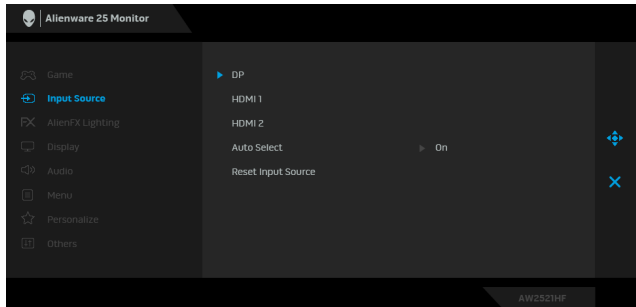 Alienware 25 Monitor
Game
DP
Input Source
HDMI 1
FX AlienFX Lighting
HDMI 2
Display
Auto Select
On
Audio
Reset Input Source
Menu
Personalize
Others
AW2521HF